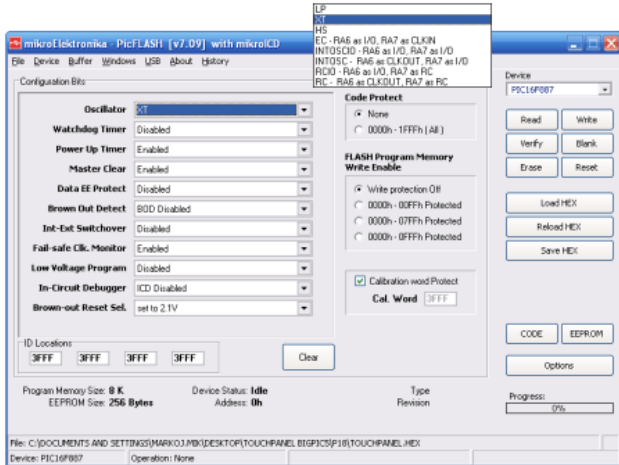 LP
XT
HS
EC - RA6 as I/O, RA7 as CLKIN
INTOSCIO - RA6 as I/O, RA7 as I/O
INTOSC - RA6 as CLKOUT, RA7 as I/O
RCIO - RA6 as I/O, RA7 as RC
RC - RA6 as CLKOUT, RA7 as RC
mikroElektronika - PicFLASH [v7.09] with mikroICD
File Device Buffer Windows USB About History
Configuration Bits
Oscillator XT
Watchdog Timer Disabled
Power Up Timer Enabled
Master Clear Enabled
Data EE Protect Disabled
Brown Out Detect BOD Disabled
Int-Ext Switchover Disabled
Fail-safe Clk. Monitor Enabled
Low Voltage Program Disabled
In-Circuit Debugger ICD Disabled
Brown-out Reset Sel. set to 2.1V
Code Protect
None
0000h - 1FFFh ( All )
FLASH Program Memory
Write Enable
Write protection Off
0000h - 00FFh Protected
0000h - 07FFh Protected
0000h - 0FFFh Protected
Calibration word Protect
Cal. Word 3FFF
ID Locations
3FFF 3FFF 3FFF 3FFF
Clear
Device
PIC16F887
Read Write
Verify Blank
Erase Reset
Load HEX
Reload HEX
Save HEX
CODE EEPROM
Options
Progress:
0%
Program Memory Size: 8 K Device Status: Idle Type
EEPROM Size: 256 Bytes Address: 0h Revision
File: C:\DOCUMENTS AND SETTINGS\MARKOJ.MIK\DESKTOP\TOUCHPANEL BIGPIC5\P18\TOUCHPANEL.HEX
Device: PIC16F887 Operation: None